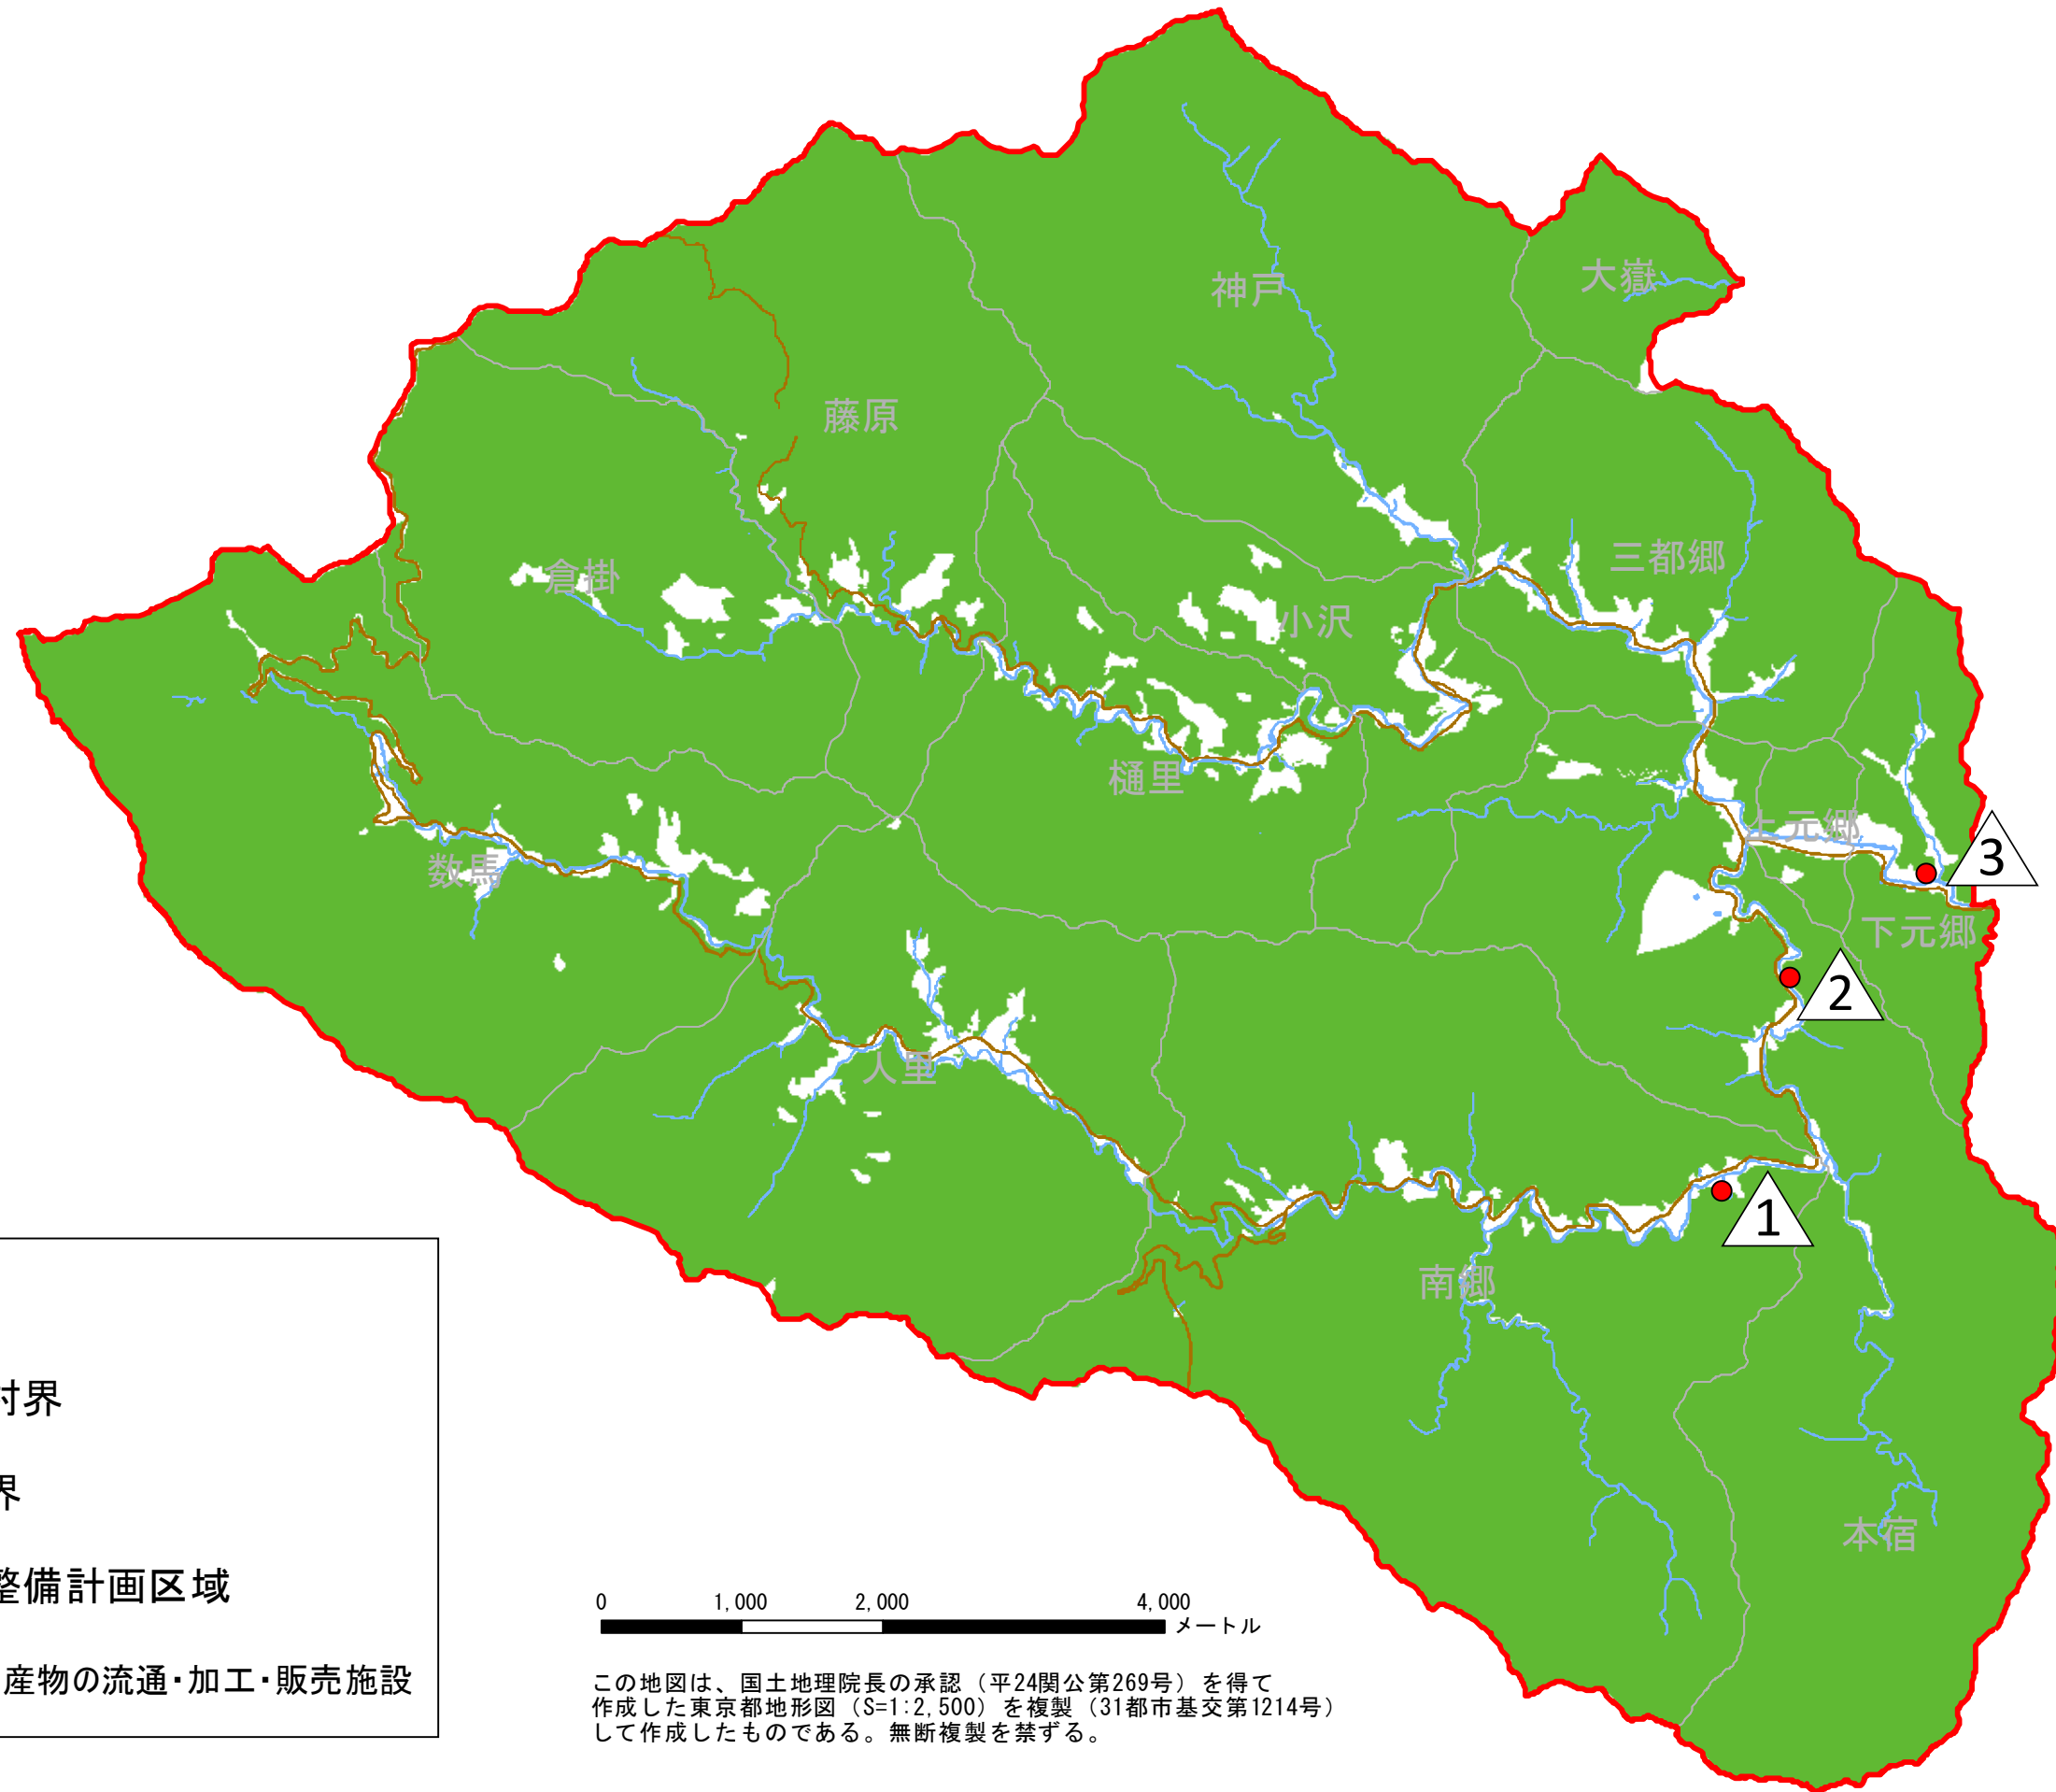 大嶽
神戸
藤原
三都郷
倉掛
小沢
樋里
上元郷
3
数馬
下元郷
2
人里
1
南郷
本宿
村界
界
整備計画区域
産物の流通・加工・販売施設
0 1,000 2,000 4,000
メートル
この地図は、国土地理院長の承認（平24関公第269号）を得て
作成した東京都地形図（S=1:2,500）を複製（31都市基交第1214号）
して作成したものである。無断複製を禁ずる。